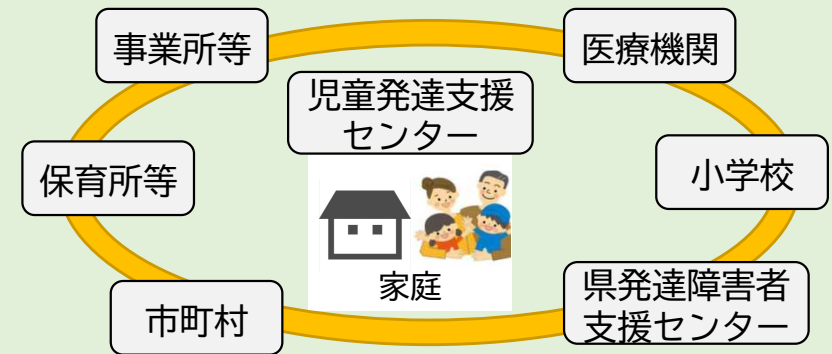 事業所等
医療機関
児童発達支援
センター
保育所等
小学校
家庭
市町村
県発達障害者
支援センター